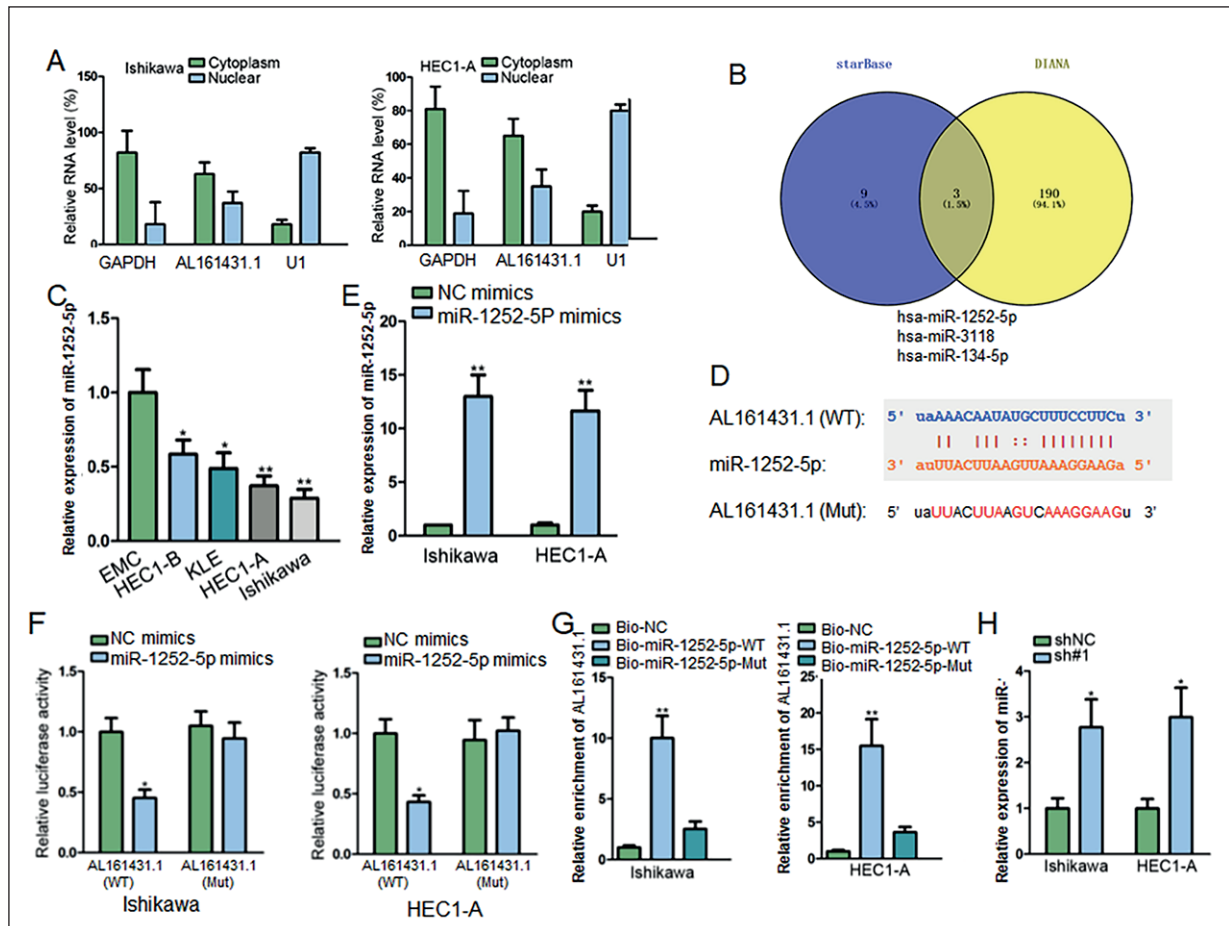 A
Ishikawa
Cytoplasm
Nuclear
Relative RNA level (%)
150
100
50
0
GAPDH AL161431.1 U1
HEC1-A
Cytoplasm
Nuclear
Relative RNA level (%)
100
80
60
40
20
0
GAPDH AL161431.1 U1
B
starBase DIANA
9
(4.5%)
3
(1.5%)
190
(94.1%)
hsa-miR-1252-5p
hsa-miR-3118
hsa-miR-134-5p
C
Relative expression of miR-1252-5p
1.5
1.0
0.5
0.0
* * ** **
EMC HEC1-B KLE HEC1-A Ishikawa
E
NC mimics
miR-1252-5P mimics
Relative expression of miR-1252-5p
20
15
10
5
0
** **
Ishikawa HEC1-A
D
AL161431.1 (WT): 5' uaAAACAAUAUGCUUUCCUUCu 3'
|| ||| :: ||||||||
miR-1252-5p: 3' auUUACUUAAGUUAAAGGAAGa 5'
AL161431.1 (Mut): 5' uaUUACUUAAGUCAAAGGAAGu 3'
F
NC mimics
miR-1252-5p mimics
Relative luciferase activity
1.5
1.0
0.5
0.0
*
AL161431.1 AL161431.1
(WT) (Mut)
Ishikawa
NC mimics
miR-1252-5p mimics
Relative luciferase activity
1.5
1.0
0.5
0.0
*
AL161431.1 AL161431.1
(WT) (Mut)
HEC1-A
G
Bio-NC
Bio-miR-1252-5p-WT
Bio-miR-1252-5p-Mut
Relative enrichment of AL161431.1
15
10
5
0
**
Ishikawa
Bio-NC
Bio-miR-1252-5p-WT
Bio-miR-1252-5p-Mut
Relative enrichment of AL161431.1
25
20
15
10
5
0
**
HEC1-A
H
shNC
sh#1
Relative expression of miR-
4
3
2
1
0
* *
Ishikawa HEC1-A